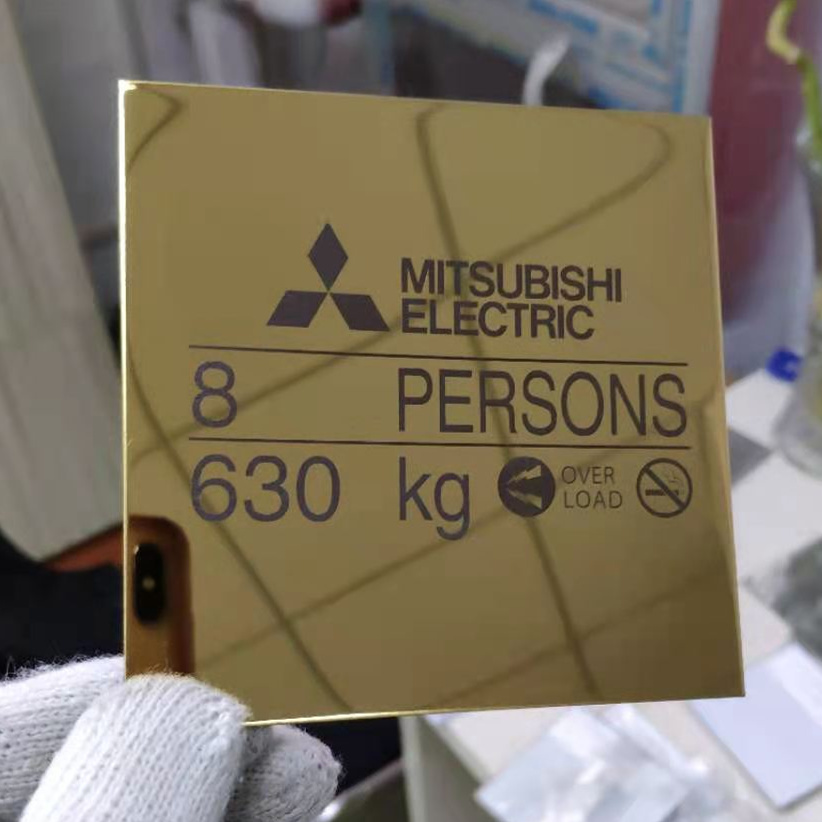 MITSUBISHI
ELECTRIC
8 PERSONS
630 kg OVER
LOAD